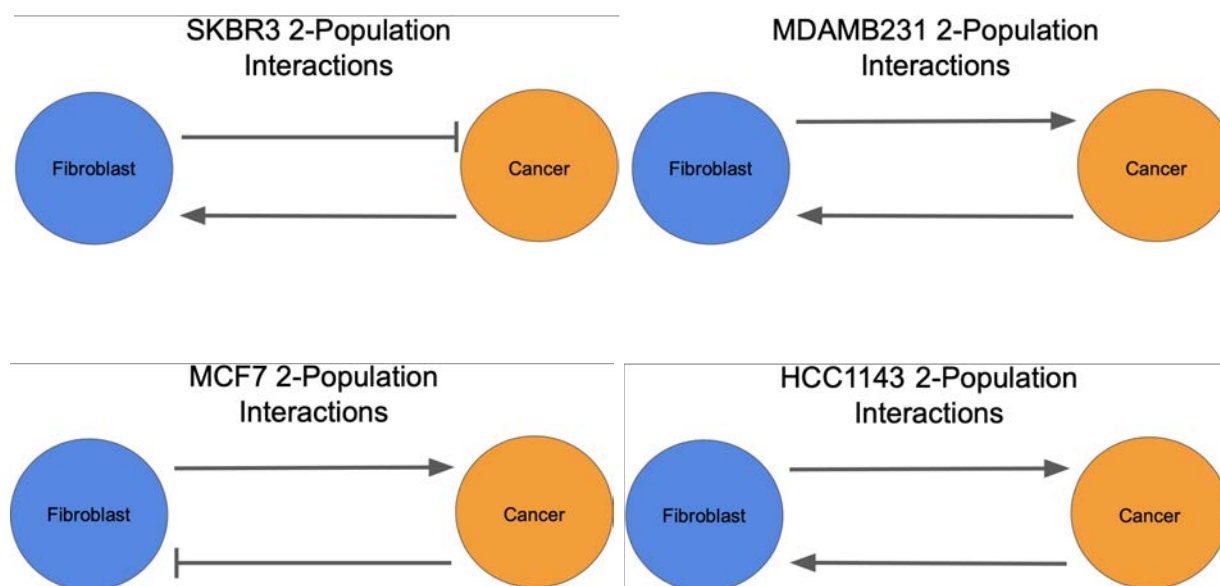 SKBR3 2-Population
Interactions
Fibroblast
Cancer
MDAMB231 2-Population
Interactions
Fibroblast
Cancer
MCF7 2-Population
Interactions
Fibroblast
Cancer
HCC1143 2-Population
Interactions
Fibroblast
Cancer